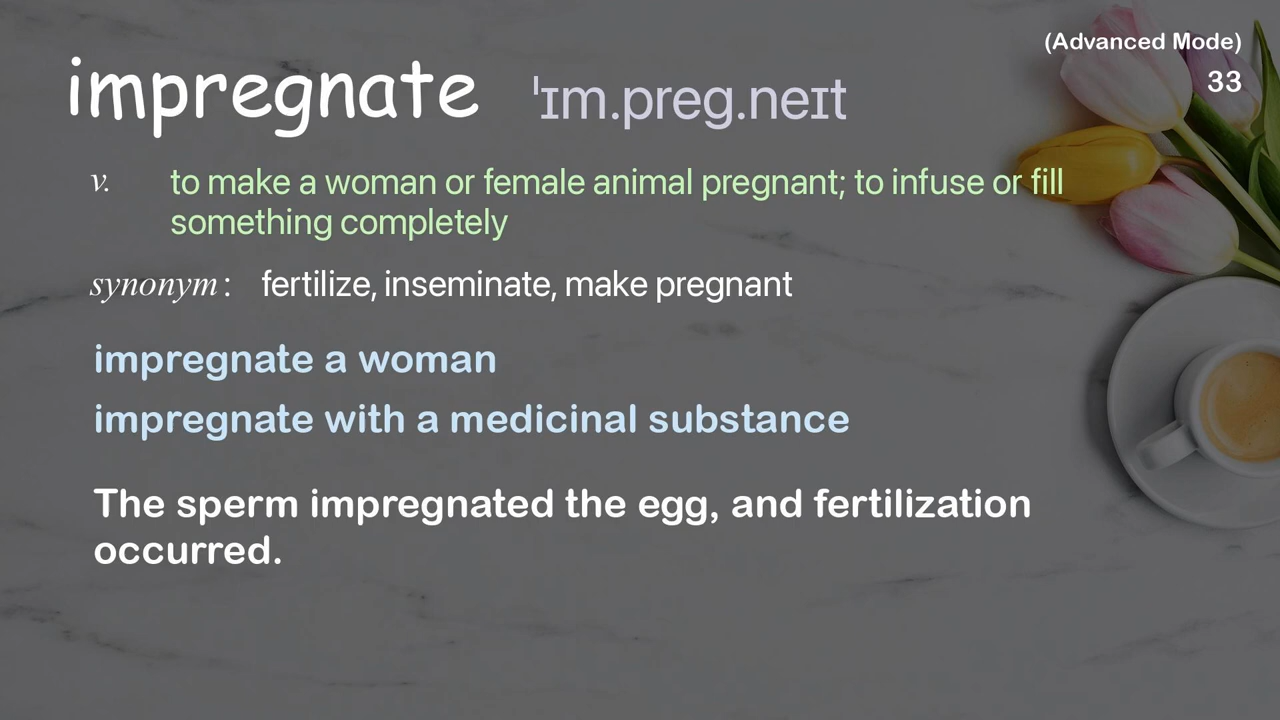 (Advanced Mode)
33
impregnate ˈɪm.preg.neɪt
v. to make a woman or female animal pregnant; to infuse or fill
something completely
synonym : fertilize, inseminate, make pregnant
impregnate a woman
impregnate with a medicinal substance
The sperm impregnated the egg, and fertilization
occurred.